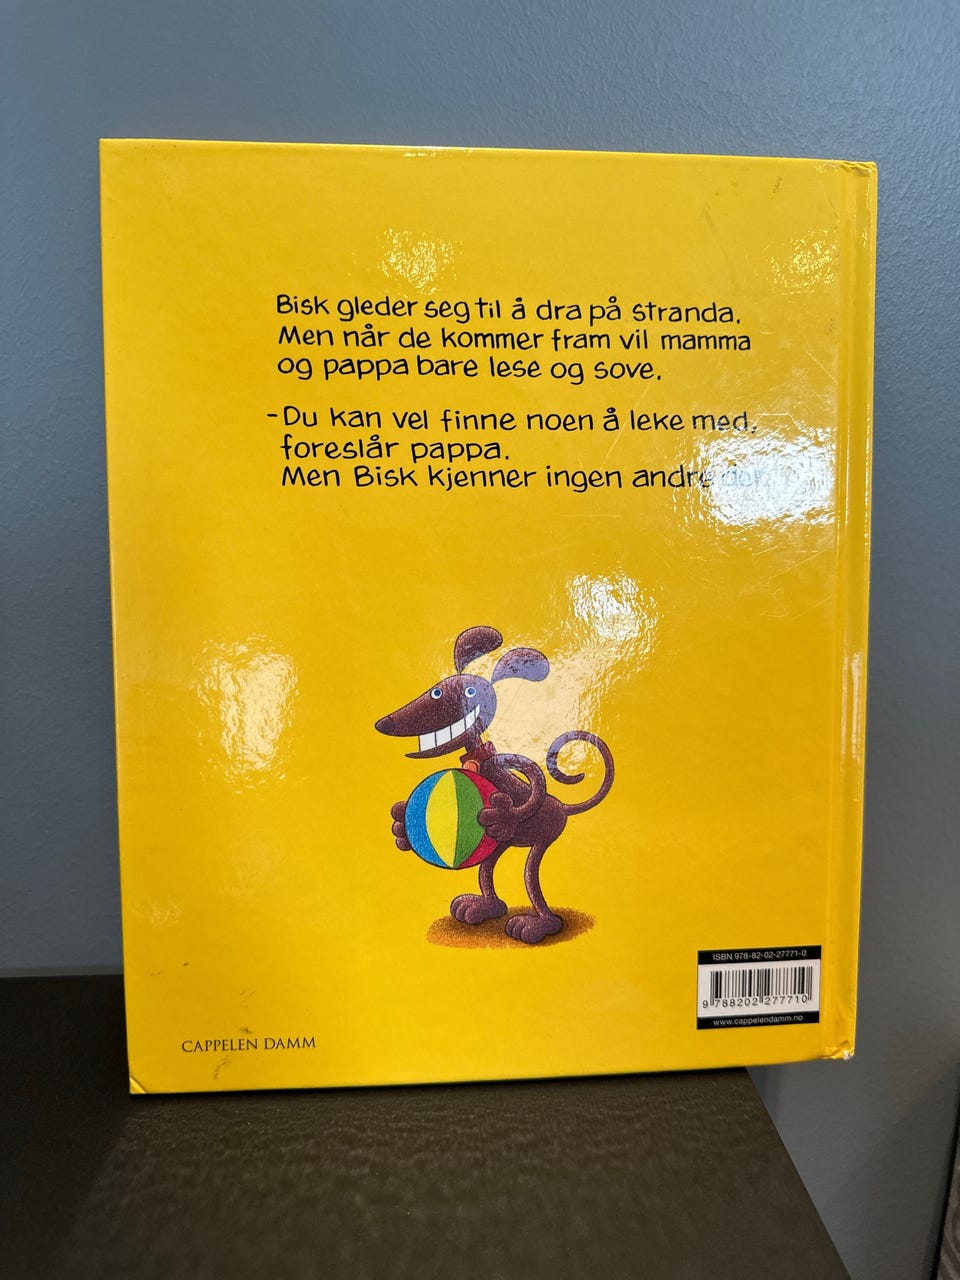 Bisk gleder seg til å dra på stranda.
Men når de kommer fram vil mamma
og pappa bare lese og sove.
- Du kan vel finne noen å leke med,
foreslår pappa.
Men Bisk kjenner ingen andre der.
ISBN 978-82-02-27771-0
9 788202 277710
www.cappelendamm.no
CAPPELEN DAMM